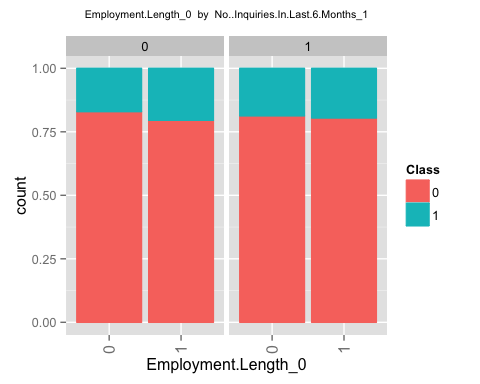 Employment.Length_0 by No..Inquiries.In.Last.6.Months_1
0 1
1.00
0.75
0.50
0.25
0.00
count
0 1 0 1
Employment.Length_0
Class
0
1